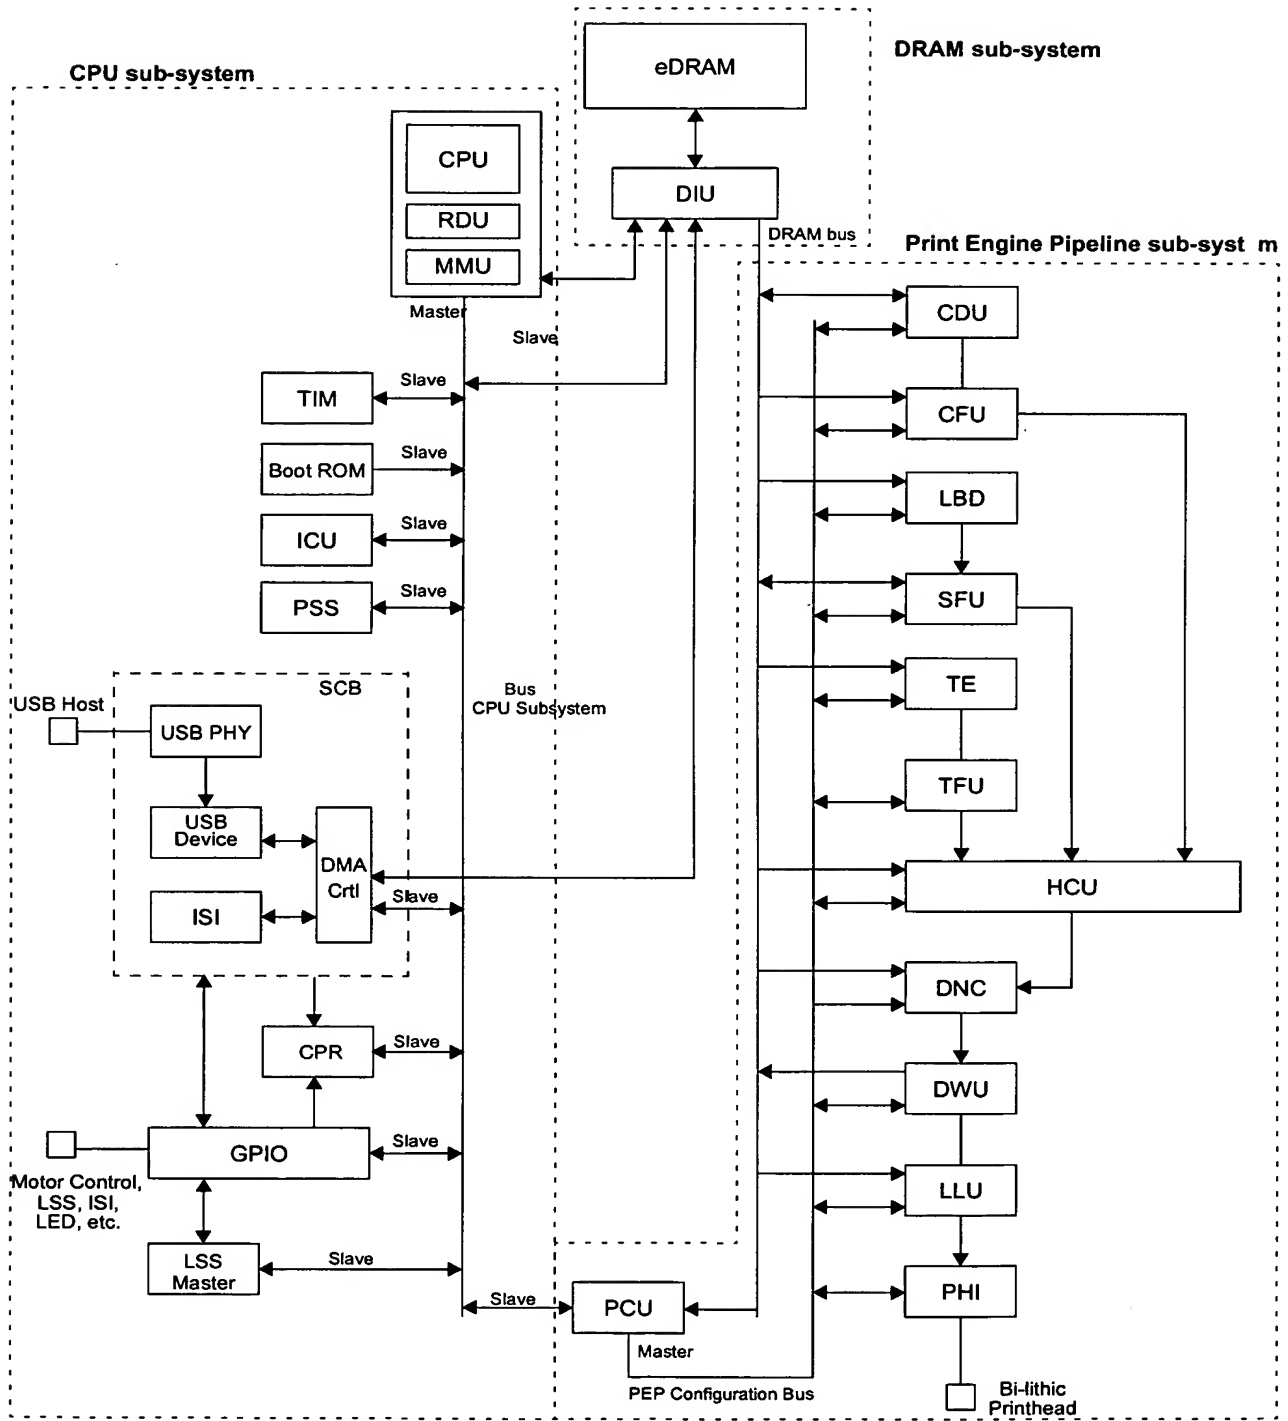 DRAM sub-system
CPU sub-system
eDRAM
CPU
RDU
MMU
DIU
DRAM bus
Print Engine Pipeline sub-syst m
Master
Slave
CDU
TIM
Slave
CFU
Boot ROM
Slave
LBD
ICU
Slave
PSS
Slave
SFU
SCB
TE
USB Host
USB PHY
Bus
CPU Subsystem
TFU
USB
Device
DMA
Crtl
HCU
ISI
Slave
DNC
CPR
Slave
DWU
GPIO
Slave
Motor Control,
LSS, ISI,
LED, etc.
LLU
LSS
Master
Slave
PHI
Slave
PCU
Master
PEP Configuration Bus
Bi-lithic
Printhead